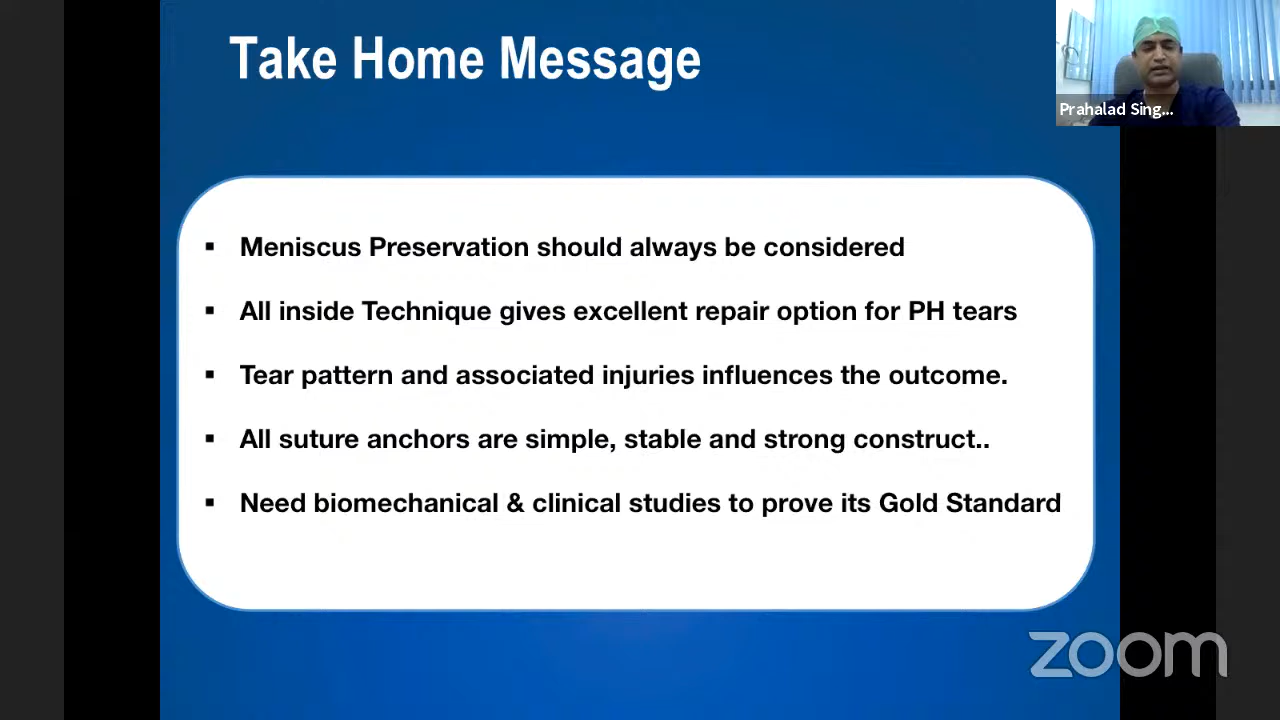 Take Home Message
Prahalad Sing...
▪ Meniscus Preservation should always be considered
▪ All inside Technique gives excellent repair option for PH tears
▪ Tear pattern and associated injuries influences the outcome.
▪ All suture anchors are simple, stable and strong construct..
▪ Need biomechanical & clinical studies to prove its Gold Standard
zoom